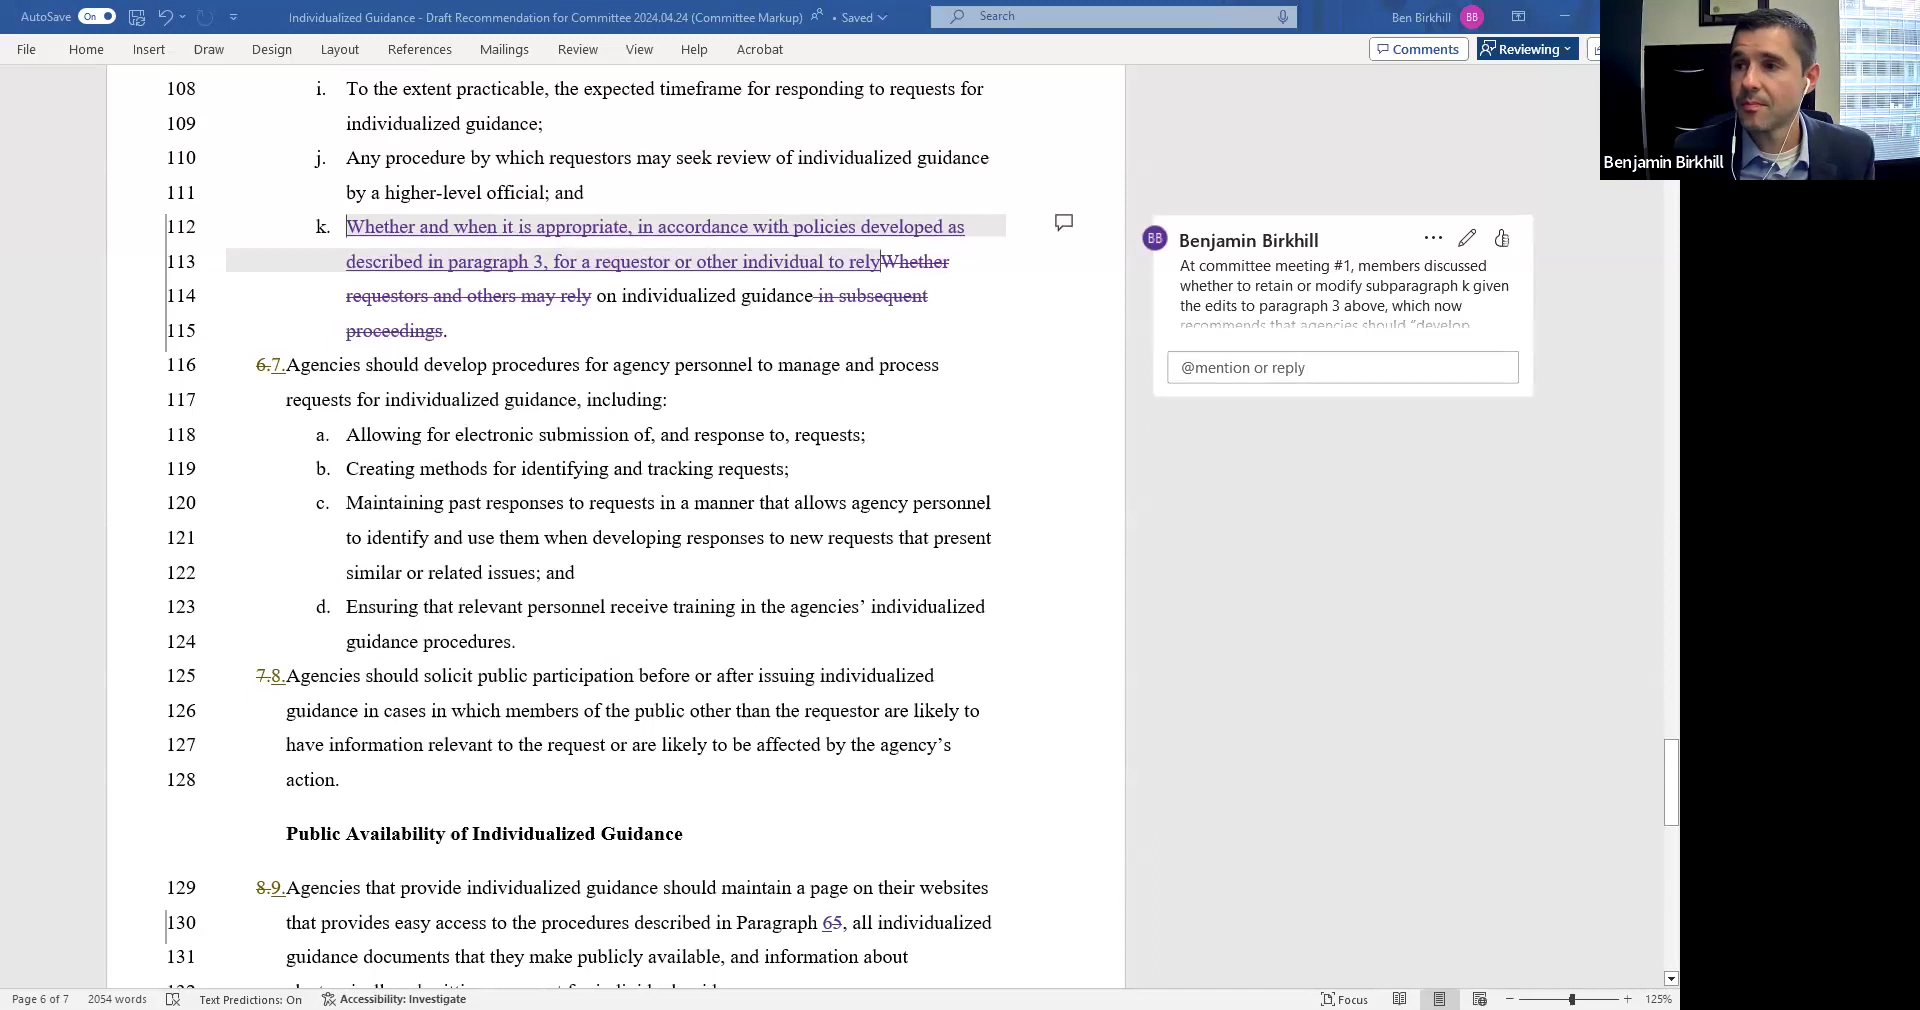 AutoSave On Individualized Guidance - Draft Recommendation for Committee 2024.04.24 (Committee Markup) • Saved Search Ben Birkhill BB
File Home Insert Draw Design Layout References Mailings Review View Help Acrobat Comments Reviewing
108 i. To the extent practicable, the expected timeframe for responding to requests for
109 individualized guidance;
110 j. Any procedure by which requestors may seek review of individualized guidance
111 by a higher-level official; and
112 k. Whether and when it is appropriate, in accordance with policies developed as
113 described in paragraph 3, for a requestor or other individual to relyWhether
114 requestors and others may rely on individualized guidance in subsequent
115 proceedings.
116 6.7.Agencies should develop procedures for agency personnel to manage and process
117 requests for individualized guidance, including:
118 a. Allowing for electronic submission of, and response to, requests;
119 b. Creating methods for identifying and tracking requests;
120 c. Maintaining past responses to requests in a manner that allows agency personnel
121 to identify and use them when developing responses to new requests that present
122 similar or related issues; and
123 d. Ensuring that relevant personnel receive training in the agencies’ individualized
124 guidance procedures.
125 7.8.Agencies should solicit public participation before or after issuing individualized
126 guidance in cases in which members of the public other than the requestor are likely to
127 have information relevant to the request or are likely to be affected by the agency’s
128 action.
Public Availability of Individualized Guidance
129 8.9.Agencies that provide individualized guidance should maintain a page on their websites
130 that provides easy access to the procedures described in Paragraph 65, all individualized
131 guidance documents that they make publicly available, and information about
BB Benjamin Birkhill
At committee meeting #1, members discussed
whether to retain or modify subparagraph k given
the edits to paragraph 3 above, which now
recommends that agencies should “develop
@mention or reply
Benjamin Birkhill
Page 6 of 7 2054 words Text Predictions: On Accessibility: Investigate Focus 125%